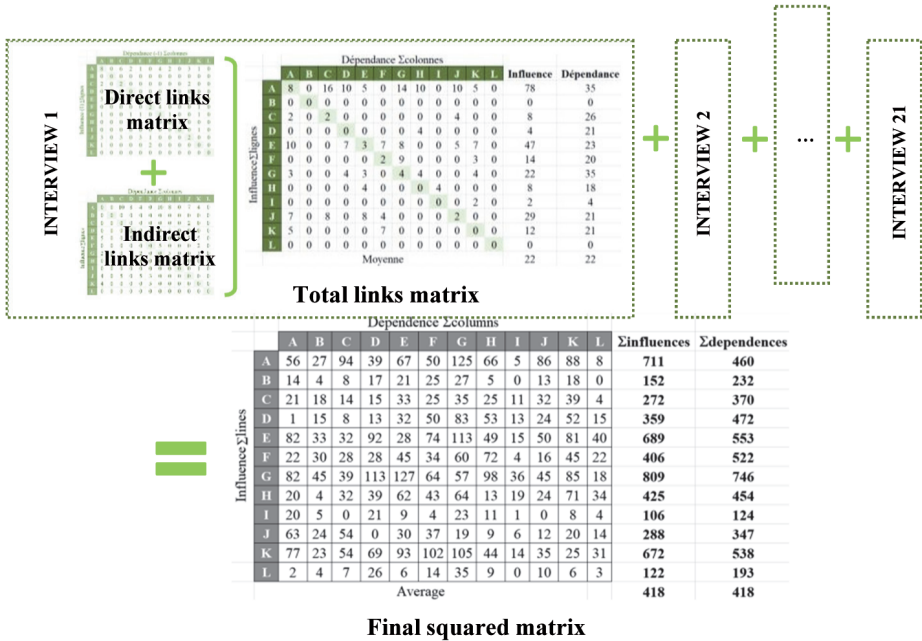 INTERVIEW 1
Direct links
matrix
+
Indirect
links matrix
Dépendance Σcolonnes
InfluenceΣlignes
A B C D E F G H I J K L Influence Dépendance
A 8 0 16 10 5 0 14 10 0 10 5 0 78 35
B 0 0 0 0 0 0 0 0 0 0 0 0 0 0
C 2 0 2 0 0 0 0 0 0 4 0 0 8 26
D 0 0 0 0 0 0 0 4 0 0 0 0 4 21
E 10 0 0 7 3 7 8 0 0 5 7 0 47 23
F 0 0 0 0 0 2 9 0 0 0 3 0 14 20
G 3 0 0 4 3 0 4 4 0 0 4 0 22 35
H 0 0 0 0 4 0 0 0 4 0 0 0 8 18
I 0 0 0 0 0 0 0 0 0 0 2 0 2 4
J 7 0 8 0 8 4 0 0 0 2 0 0 29 21
K 5 0 0 0 0 7 0 0 0 0 0 0 12 21
L 0 0 0 0 0 0 0 0 0 0 0 0 0 0
Moyenne 22 22
Total links matrix
+
INTERVIEW 2
+
...
+
INTERVIEW 21
=
Dependence Σcolumns
InfluenceΣlines
A B C D E F G H I J K L Σinfluences Σdependences
A 56 27 94 39 67 50 125 66 5 86 88 8 711 460
B 14 4 8 17 21 25 27 5 0 13 18 0 152 232
C 21 18 14 15 33 25 35 25 11 32 39 4 272 370
D 1 15 8 13 32 50 83 53 13 24 52 15 359 472
E 82 33 32 92 28 74 113 49 15 50 81 40 689 553
F 22 30 28 28 45 34 60 72 4 16 45 22 406 522
G 82 45 39 113 127 64 57 98 36 45 85 18 809 746
H 20 4 32 39 62 43 64 13 19 24 71 34 425 454
I 20 5 0 21 9 4 23 11 1 0 8 4 106 124
J 63 24 54 0 30 37 19 9 6 12 20 14 288 347
K 77 23 54 69 93 102 105 44 14 35 25 31 672 538
L 2 4 7 26 6 14 35 9 0 10 6 3 122 193
Average 418 418
Final squared matrix